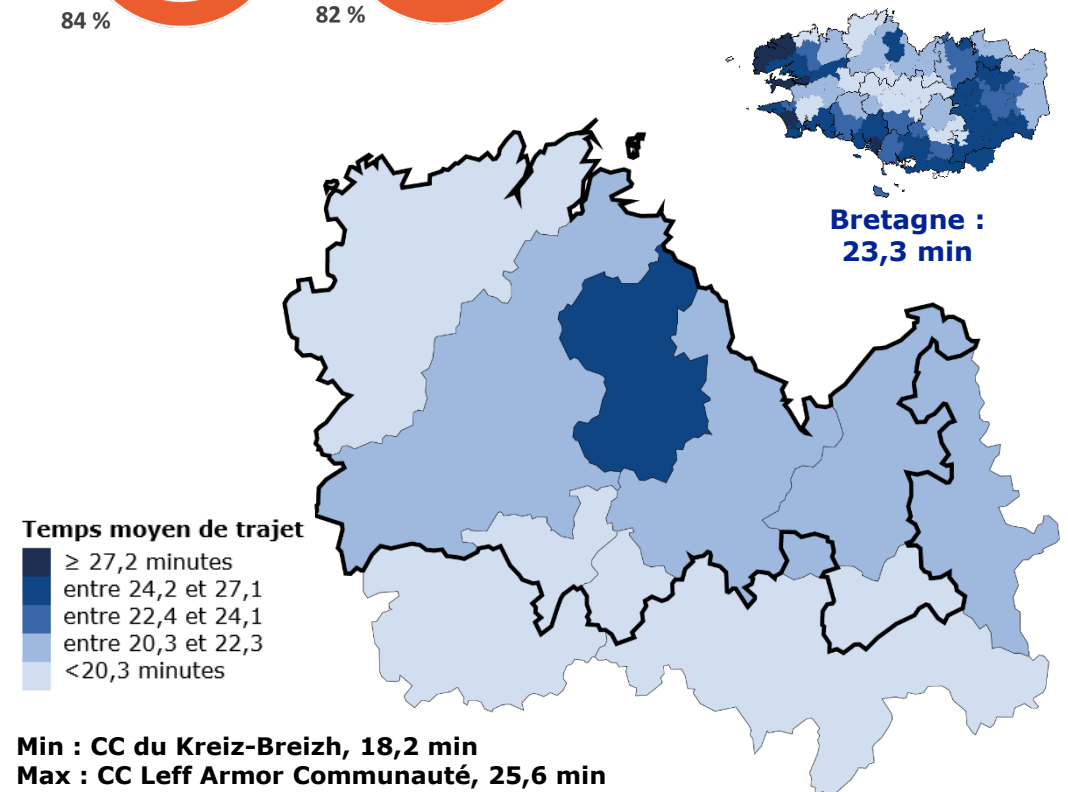 84 %
82 %
Bretagne :
23,3 min
Temps moyen de trajet
≥ 27,2 minutes
entre 24,2 et 27,1
entre 22,4 et 24,1
entre 20,3 et 22,3
<20,3 minutes
Min : CC du Kreiz-Breizh, 18,2 min
Max : CC Leff Armor Communauté, 25,6 min